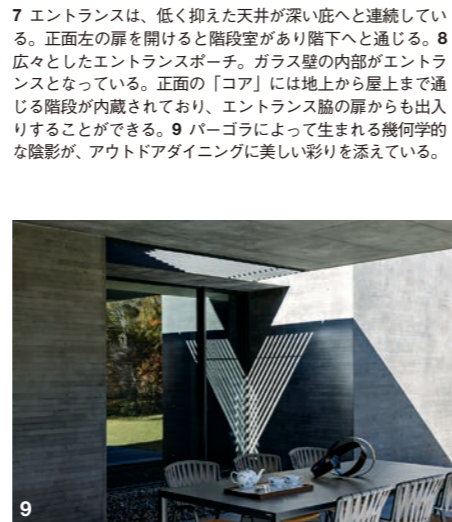 7 エントランスは、低く抑えた天井が深い庇へと連続してい
る。正面左の扉を開けると階段室があり階下へと通じる。8
広々としたエントランスポーチ。ガラス壁の内部がエントラ
ンスとなっている。正面の「コア」には地上から屋上まで通
じる階段が内蔵されており、エントランス脇の扉からも出入
りすることができる。9 パーゴラによって生まれる幾何学的
な陰影が、アウトドアダイニングに美しい彩りを添えている。
9